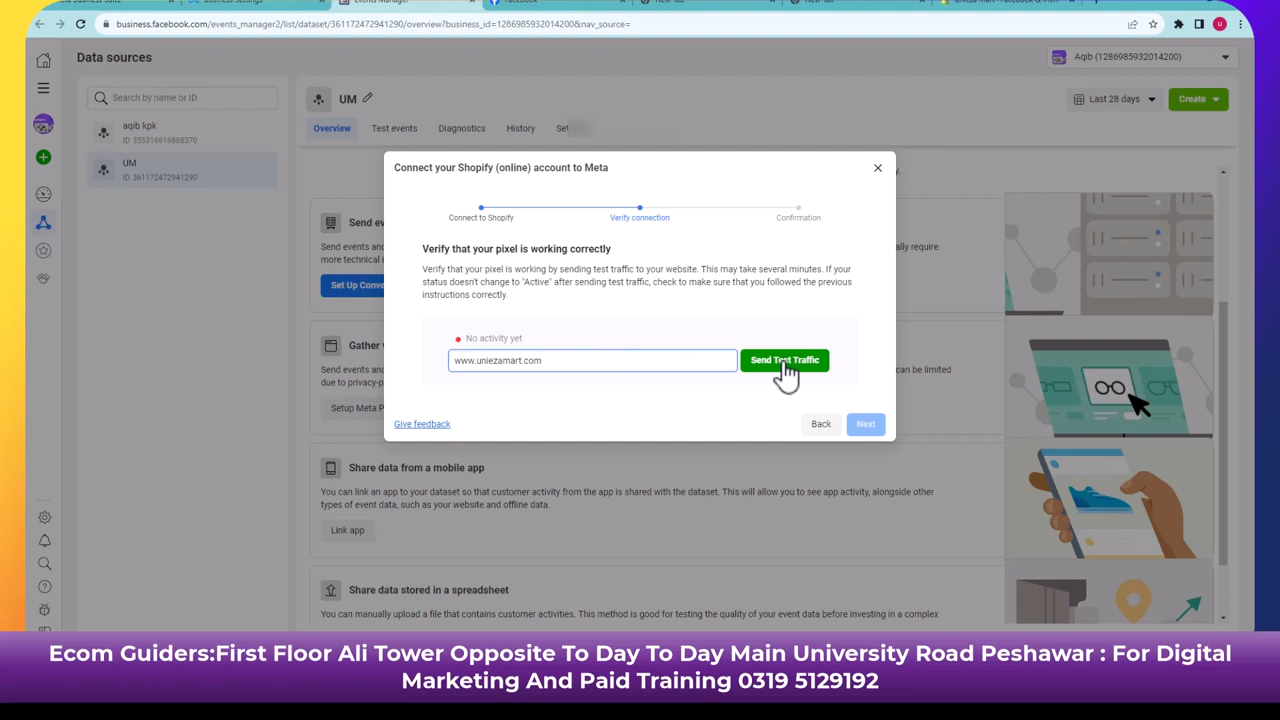 Events Manager
Business Settings
Facebook
business.facebook.com/events_manager2/list/dataset/361172472941290/overview?business_id=1286985932014200&nav_source=
Data sources
Aqib (1286985932014200)
Search by name or ID
UM
Last 28 days
Create
aqib kpk
ID 355316816888370
UM
ID 361172472941290
Overview
Test events
Diagnostics
History
Set
Connect your Shopify (online) account to Meta
Connect to Shopify
Verify connection
Confirmation
Verify that your pixel is working correctly
Verify that your pixel is working by sending test traffic to your website. This may take several minutes. If your
status doesn't change to "Active" after sending test traffic, check to make sure that you followed the previous
instructions correctly.
No activity yet
www.uniezamart.com
Send Test Traffic
Give feedback
Back
Next
Send ev
Send events and
more technical i
ally require
Set Up Conve
Gather
Gather website
due to privacy-p
can be limited
Setup Meta P
Share data from a mobile app
You can link an app to your dataset so that customer activity from the app is shared with the dataset. This will allow you to see app activity, alongside other
types of event data, such as your website and offline data.
Link app
Share data stored in a spreadsheet
You can manually upload a file that contains customer activities. This method is good for testing the quality of your event data before investing in a complex
Ecom Guiders:First Floor Ali Tower Opposite To Day To Day Main University Road Peshawar : For Digital
Marketing And Paid Training 0319 5129192